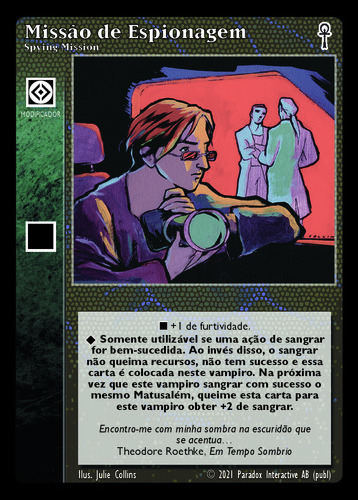 Missão de Espionagem
Spying Mission
MODIFICADOR
+1 de furtividade.
Somente utilizável se uma ação de sangrar
for bem-sucedida. Ao invés disso, o sangrar
não queima recursos, não tem sucesso e essa
carta é colocada neste vampiro. Na próxima
vez que este vampiro sangrar com sucesso o
mesmo Matusalém, queime esta carta para
este vampiro obter +2 de sangrar.
Encontro-me com minha sombra na escuridão que
se acentua...
Theodore Roethke, Em Tempo Sombrio
Ilus. Julie Collins © 2021 Paradox Interactive AB (publ)